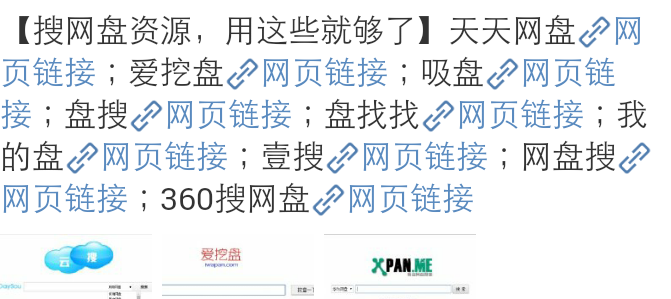 【搜网盘资源，用这些就够了】天天网盘网
页链接；爱挖盘网页链接；吸盘网页链
接；盘搜网页链接；盘找找网页链接；我
的盘网页链接；壹搜网页链接；网盘搜
网页链接；360搜网盘网页链接
云搜
爱挖盘
iwapan.com
XPAN.ME